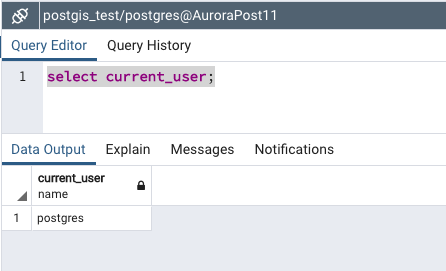 postgis_test/postgres@AuroraPost11
Query Editor Query History
1 select current_user;
Data Output Explain Messages Notifications
current_user
name
1 postgres